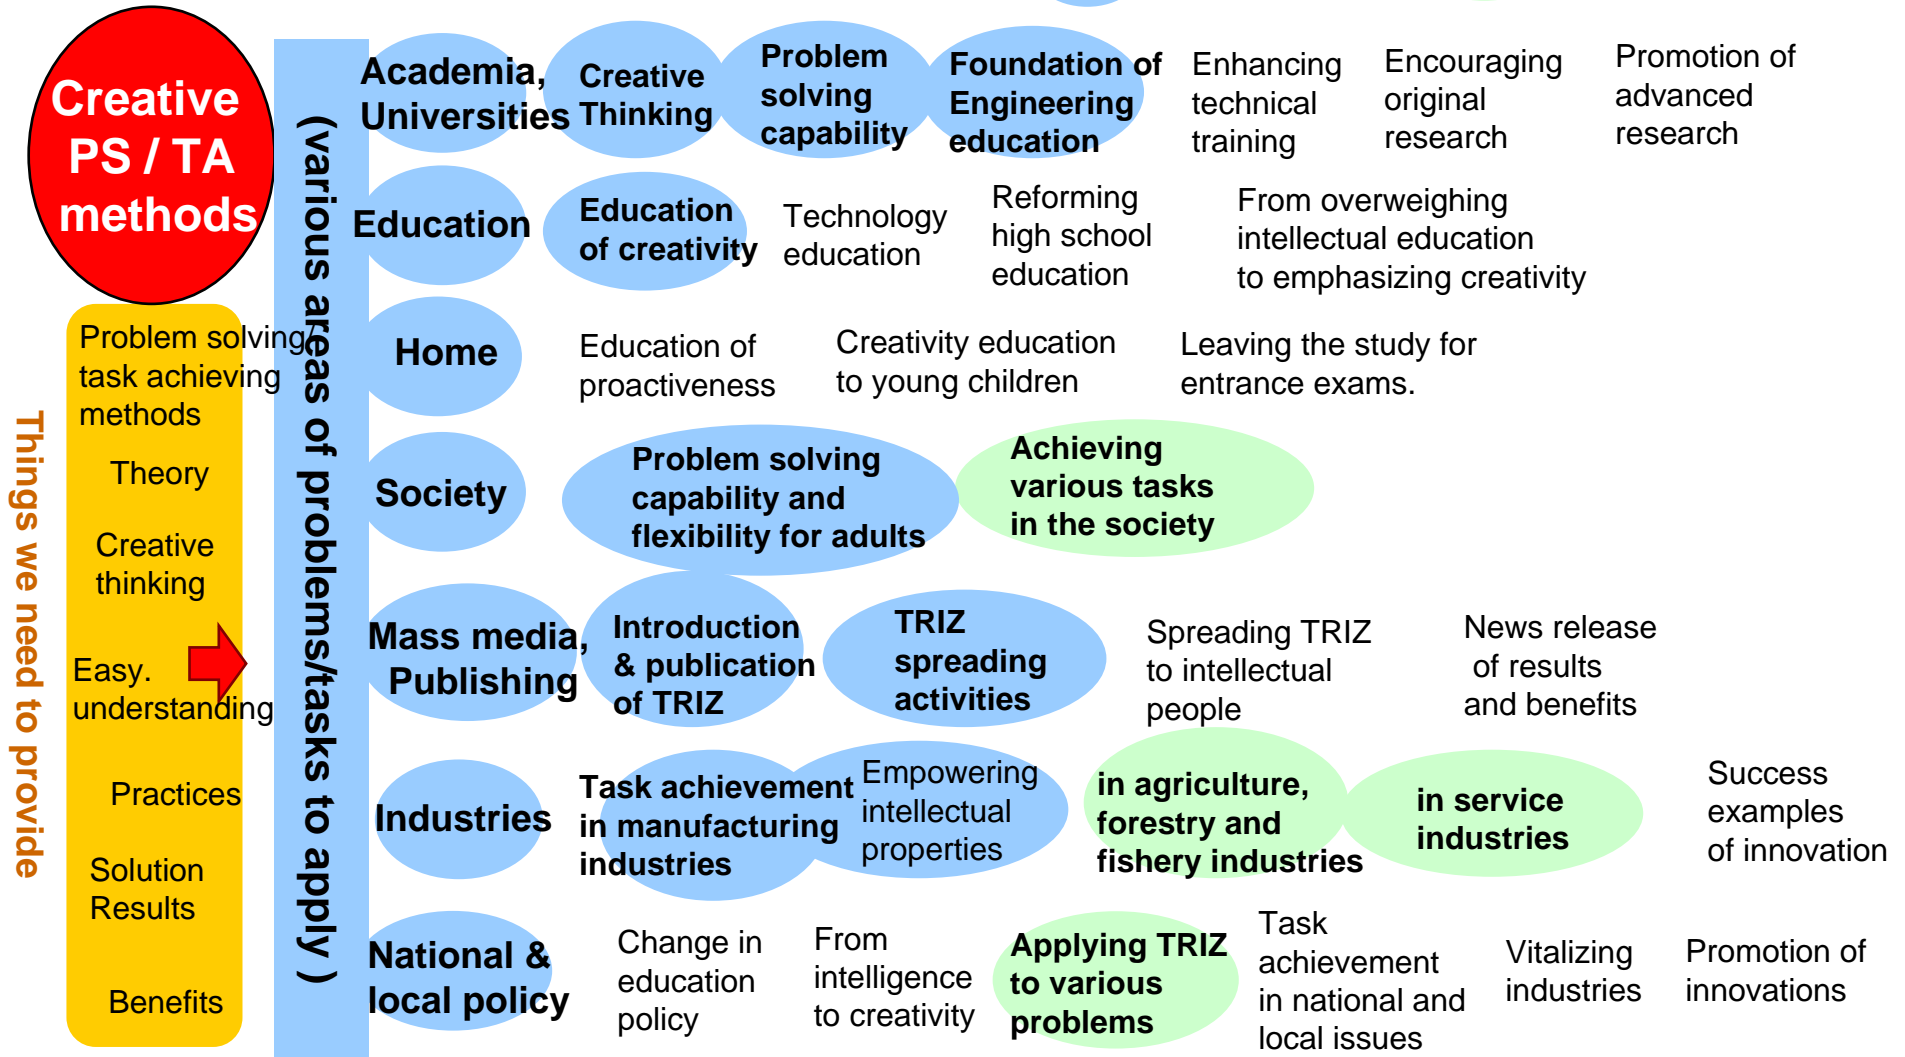 Creative
PS / TA
methods
Things we need to provide
Problem solving/
task achieving
methods
Theory
Creative
thinking
Easy.
understanding
Practices
Solution
Results
Benefits
(various areas of problems/tasks to apply )
Academia,
Universities
Creative
Thinking
Problem
solving
capability
Foundation of
Engineering
education
Enhancing
technical
training
Encouraging
original
research
Promotion of
advanced
research
Education
Education
of creativity
Technology
education
Reforming
high school
education
From overweighing
intellectual education
to emphasizing creativity
Home
Education of
proactiveness
Creativity education
to young children
Leaving the study for
entrance exams.
Society
Problem solving
capability and
flexibility for adults
Achieving
various tasks
in the society
Mass media,
Publishing
Introduction
& publication
of TRIZ
TRIZ
spreading
activities
Spreading TRIZ
to intellectual
people
News release
of results
and benefits
Industries
Task achievement
in manufacturing
industries
Empowering
intellectual
properties
in agriculture,
forestry and
fishery industries
in service
industries
Success
examples
of innovation
National &
local policy
Change in
education
policy
From
intelligence
to creativity
Applying TRIZ
to various
problems
Task
achievement
in national and
local issues
Vitalizing
industries
Promotion of
innovations